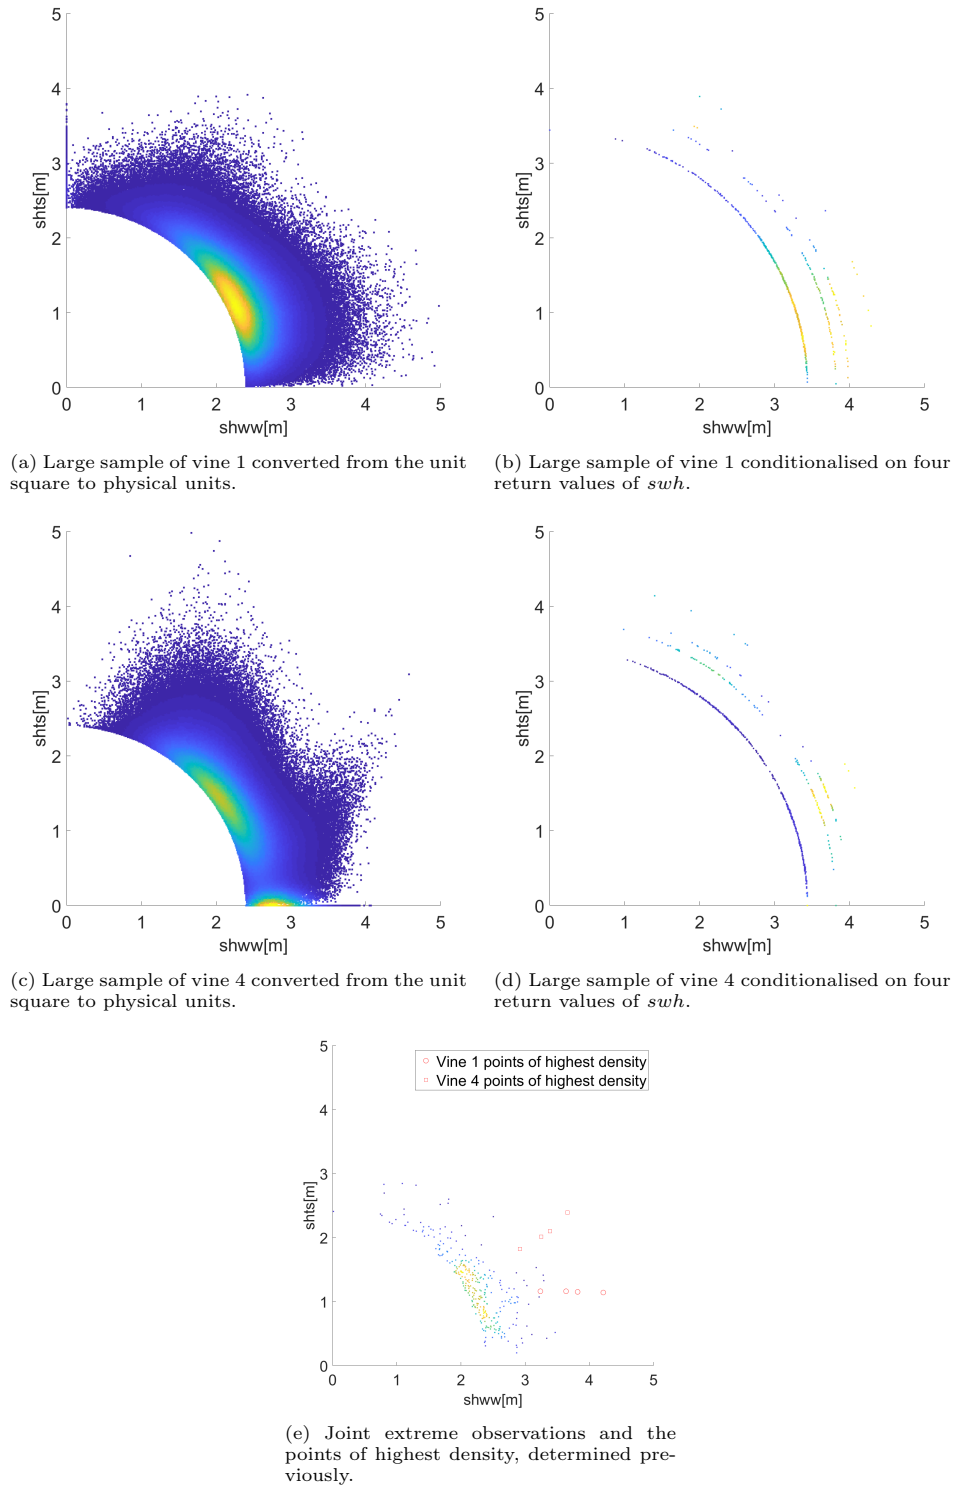 5
4
3
2
1
0
shts[m]
0 1 2 3 4 5
shww[m]
5
4
3
2
1
0
shts[m]
1 2 3 4 5
shww[m]
(a) Large sample of vine 1 converted from the unit
square to physical units.
(b) Large sample of vine 1 conditionalised on four
return values of swh.
5
4
3
2
1
0
shts[m]
0 1 2 3 4 5
shww[m]
5
4
3
2
1
0
shts[m]
1 2 3 4 5
shww[m]
(c) Large sample of vine 4 converted from the unit
square to physical units.
(d) Large sample of vine 4 conditionalised on four
return values of swh.
5
4
3
2
1
0
shts[m]
Vine 1 points of highest density
Vine 4 points of highest density
0 1 2 3 4 5
shww[m]
(e) Joint extreme observations and the
points of highest density, determined pre-
viously.